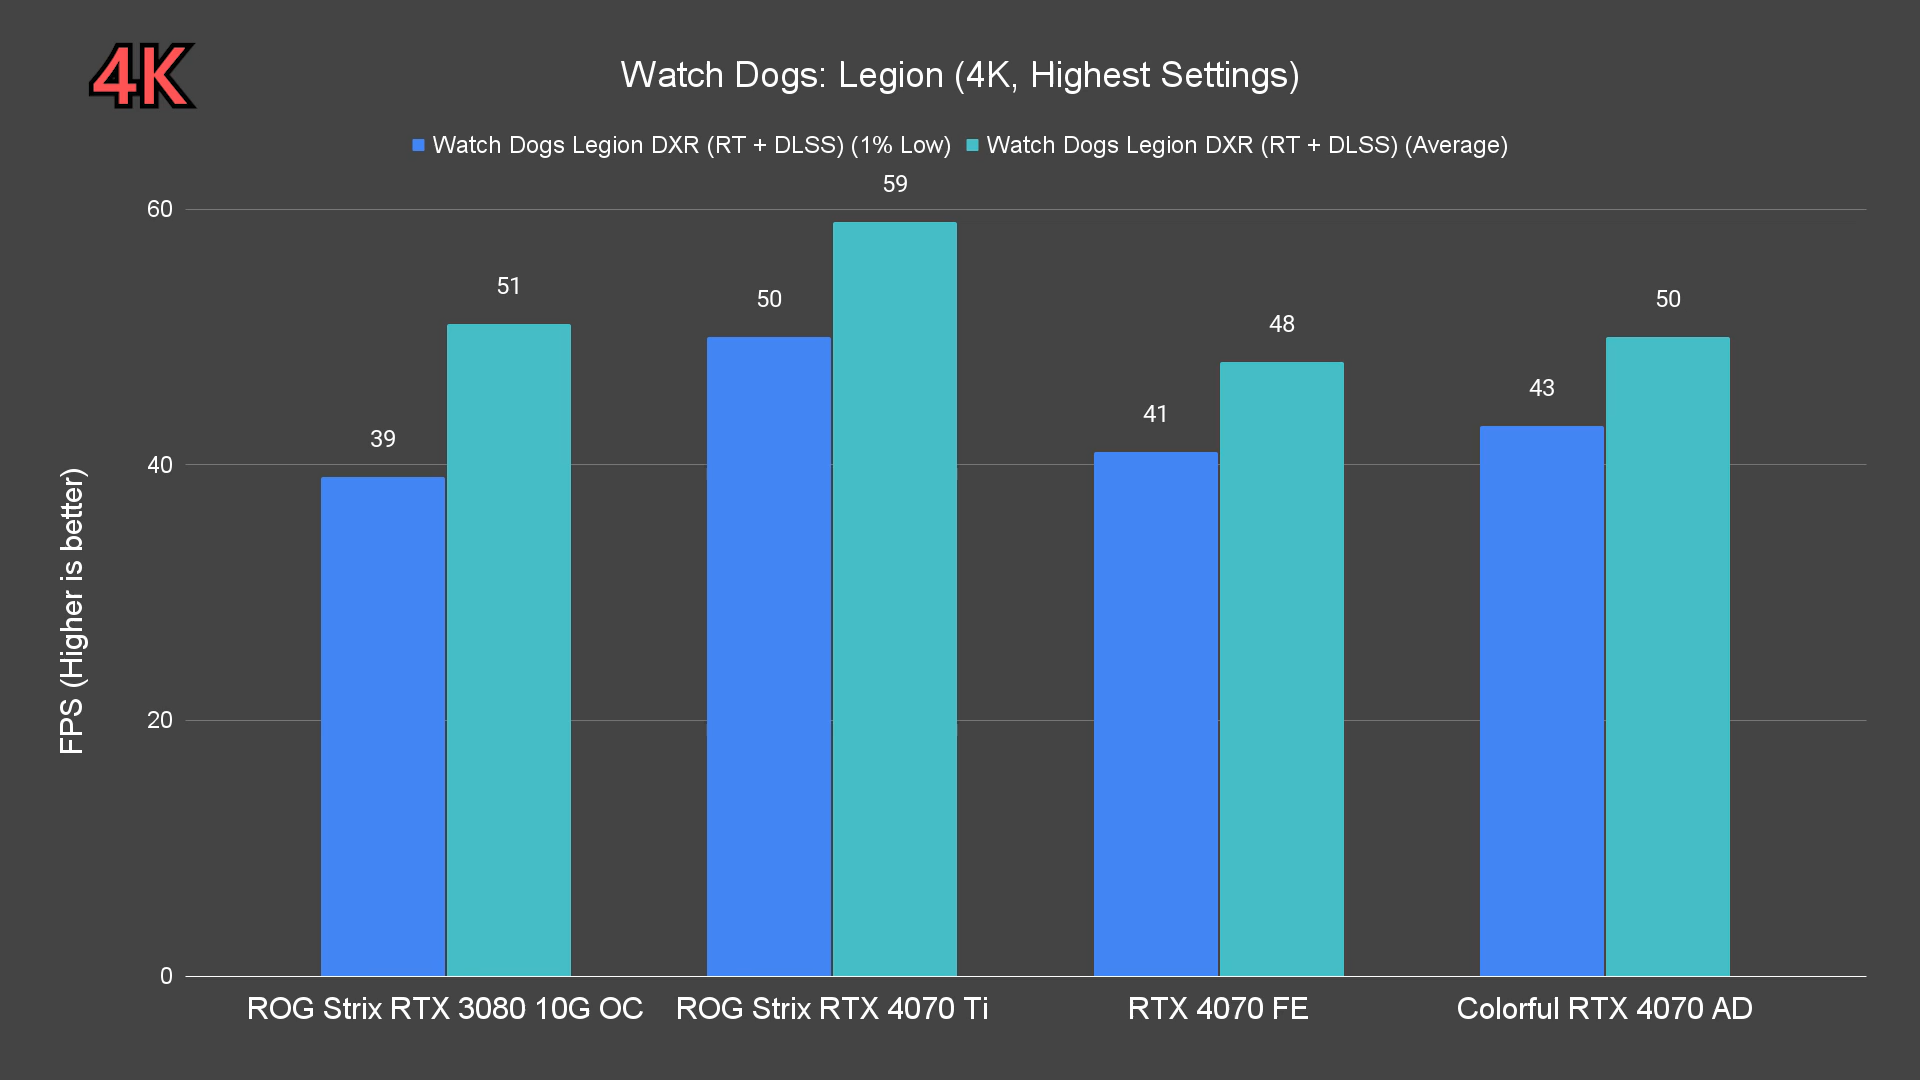 4K
Watch Dogs: Legion (4K, Highest Settings)
Watch Dogs Legion DXR (RT + DLSS) (1% Low) Watch Dogs Legion DXR (RT + DLSS) (Average)
59
60
51
50
50
48
43
41
39
40
20
0
FPS (Higher is better)
ROG Strix RTX 3080 10G OC ROG Strix RTX 4070 Ti RTX 4070 FE Colorful RTX 4070 AD